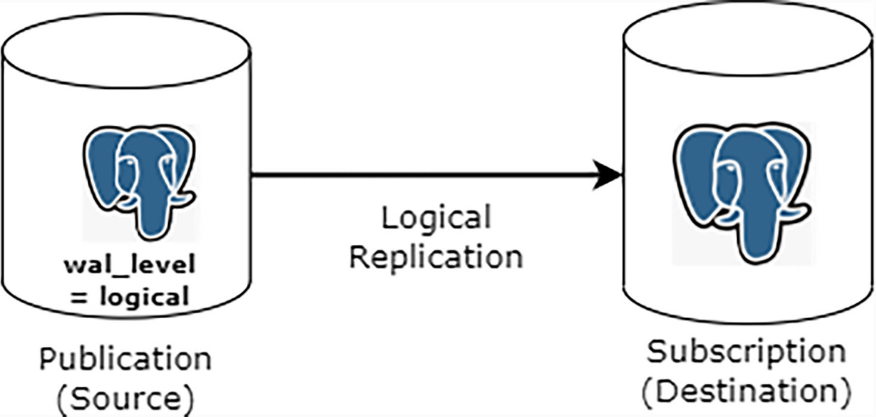 wal_level
= logical
Publication
(Source)
Logical
Replication
Subscription
(Destination)